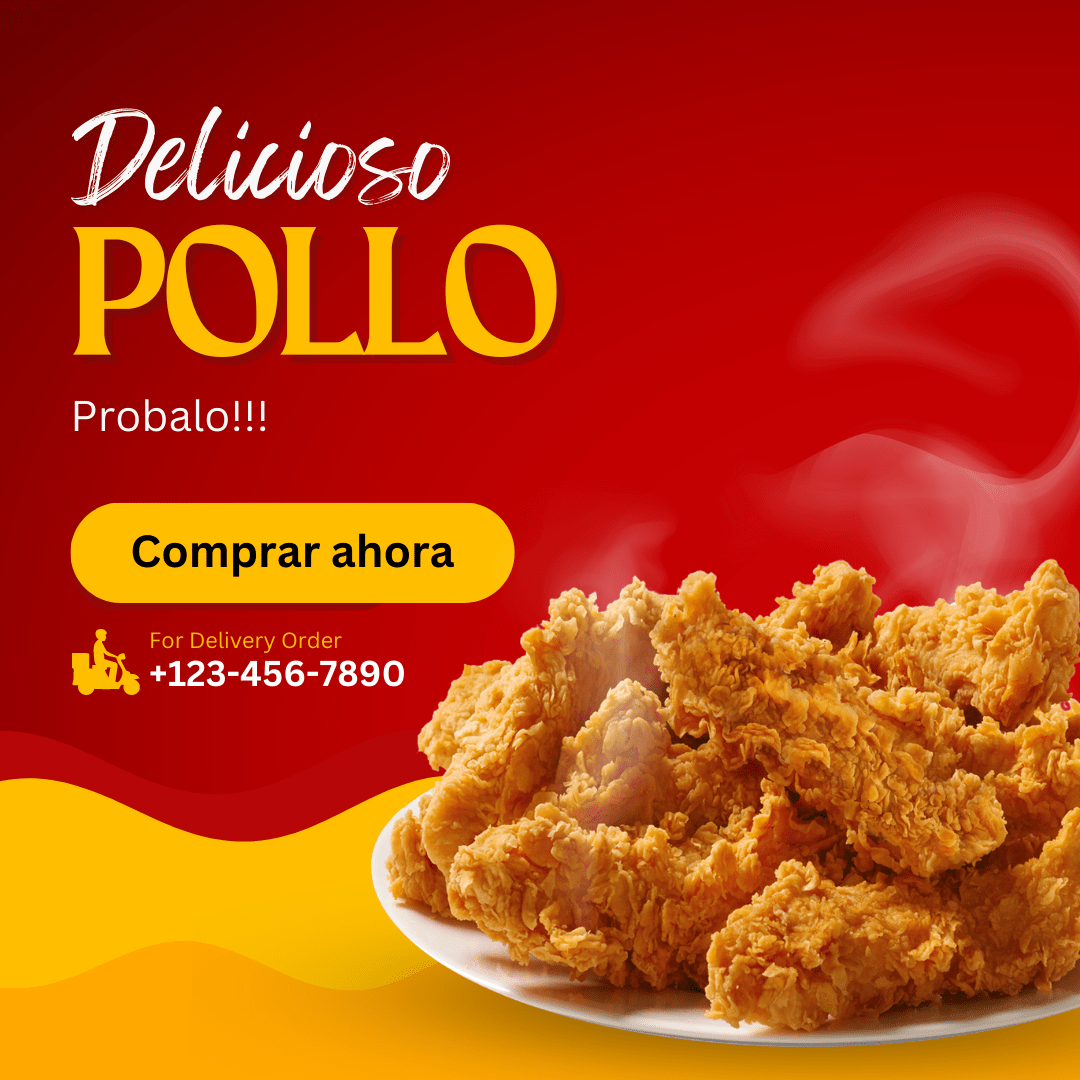 Delicioso
POLLO
Probalo!!!
Comprar ahora
For Delivery Order
+123-456-7890